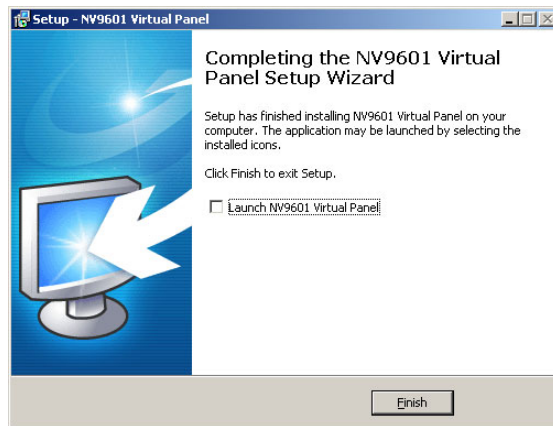 Setup - NV9601 Virtual Panel
Completing the NV9601 Virtual
Panel Setup Wizard
Setup has finished installing NV9601 Virtual Panel on your
computer. The application may be launched by selecting the
installed icons.
Click Finish to exit Setup.
Launch NV9601 Virtual Panel
Finish